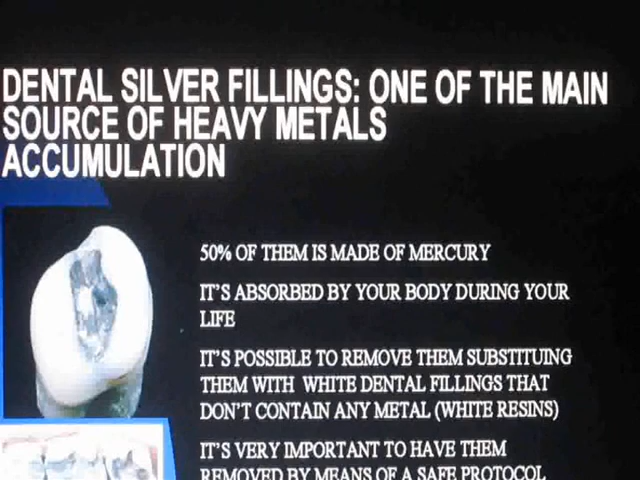 DENTAL SILVER FILLINGS: ONE OF THE MAIN
SOURCE OF HEAVY METALS
ACCUMULATION
50% OF THEM IS MADE OF MERCURY
IT'S ABSORBED BY YOUR BODY DURING YOUR
LIFE
IT'S POSSIBLE TO REMOVE THEM SUBSTITUING
THEM WITH WHITE DENTAL FILLINGS THAT
DON'T CONTAIN ANY METAL (WHITE RESINS)
IT'S VERY IMPORTANT TO HAVE THEM
REMOVED BY MEANS OF A SAFE PROTOCOL